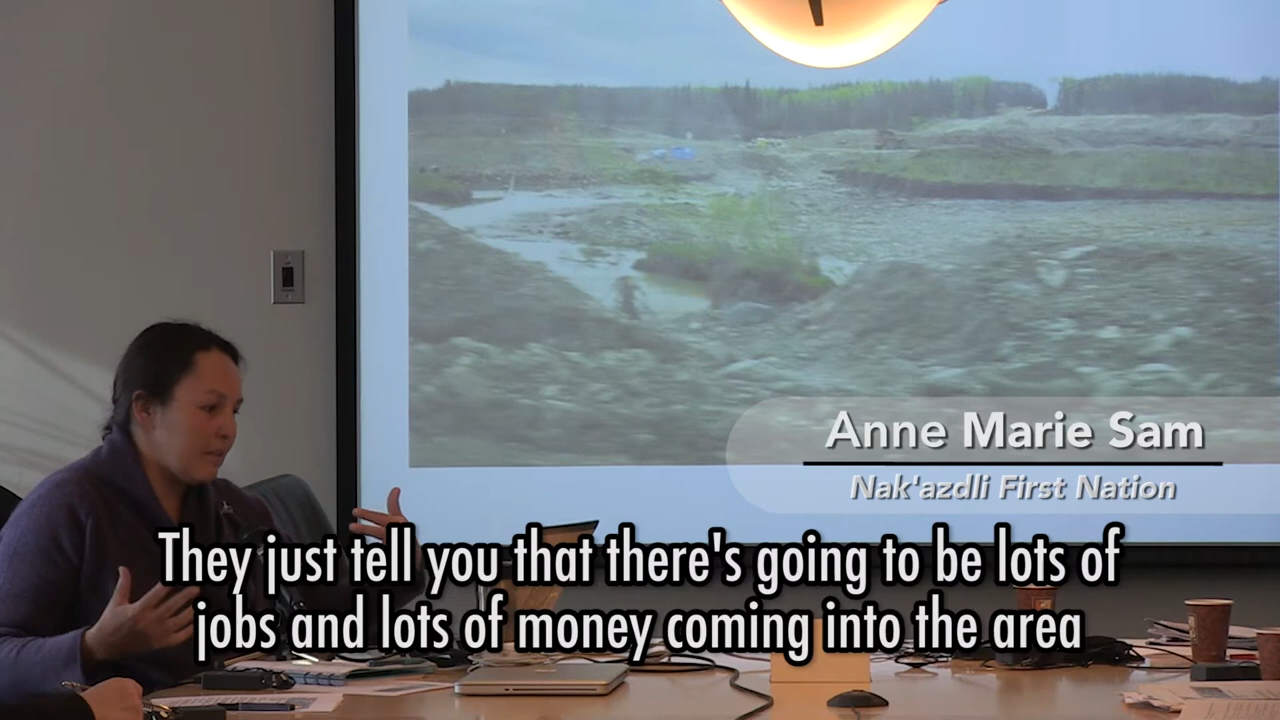 Anne Marie Sam
Nak'azdli First Nation
They just tell you that there's going to be lots of
jobs and lots of money coming into the area